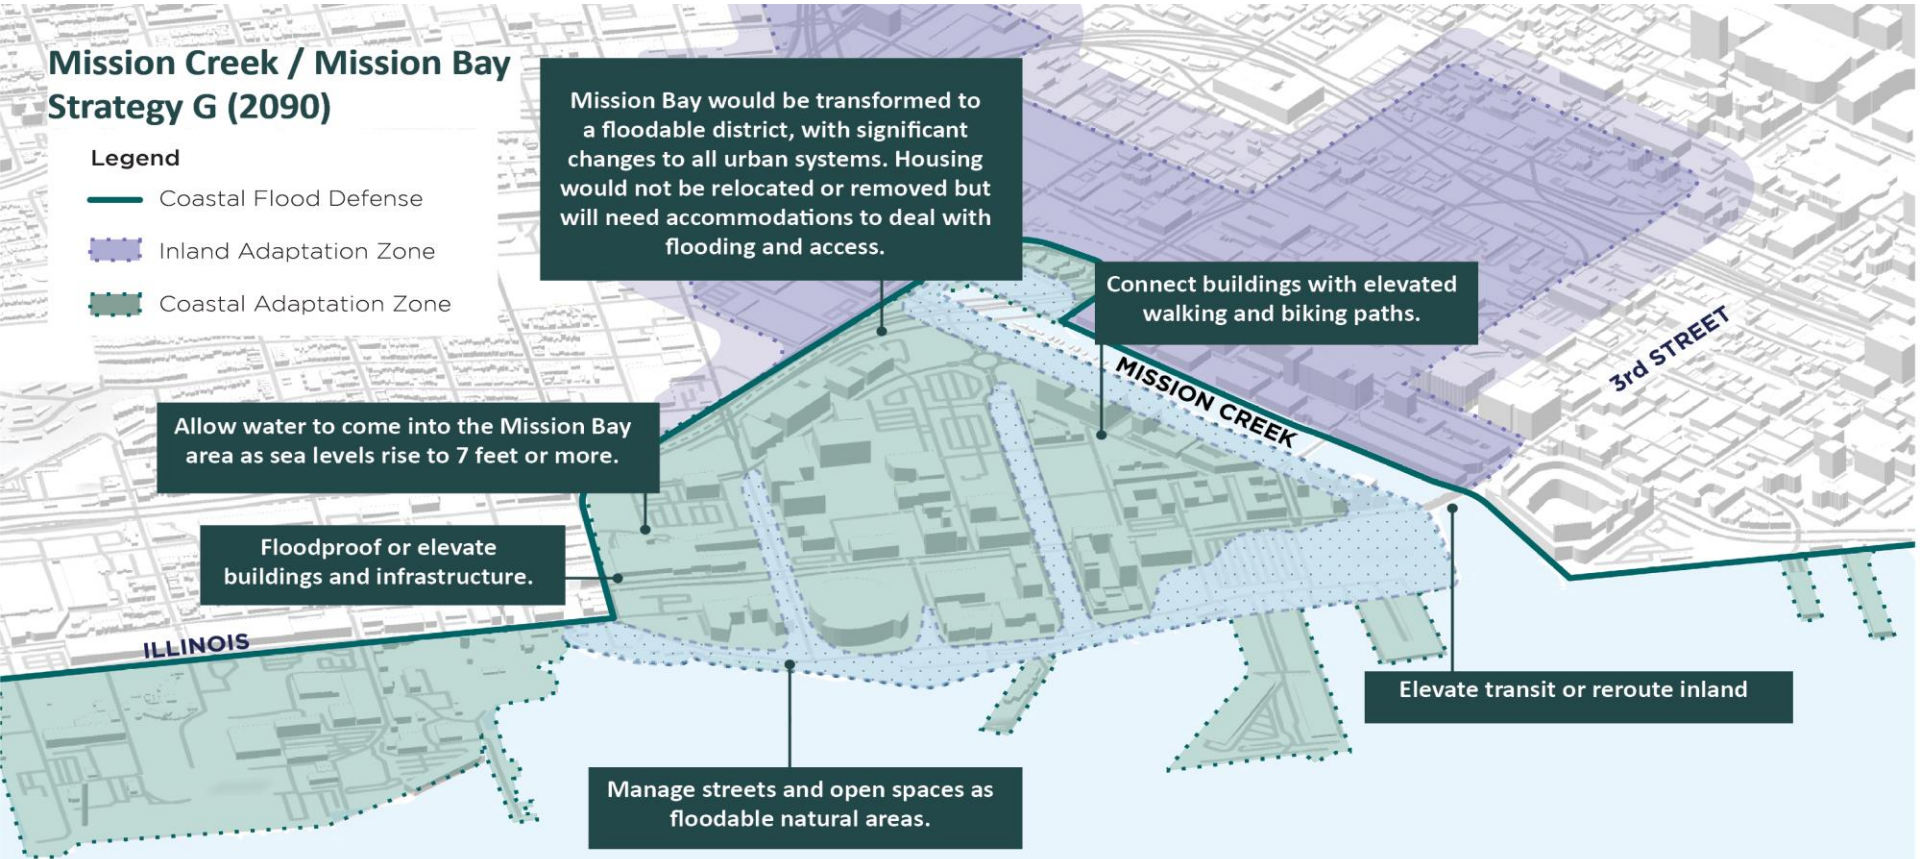 Mission Creek / Mission Bay
Strategy G (2090)
Legend
Coastal Flood Defense
Inland Adaptation Zone
Coastal Adaptation Zone
Mission Bay would be transformed to
a floodable district, with significant
changes to all urban systems. Housing
would not be relocated or removed but
will need accommodations to deal with
flooding and access.
Connect buildings with elevated
walking and biking paths.
3rd STREET
MISSION CREEK
Allow water to come into the Mission Bay
area as sea levels rise to 7 feet or more.
Floodproof or elevate
buildings and infrastructure.
ILLINOIS
Elevate transit or reroute inland
Manage streets and open spaces as
floodable natural areas.